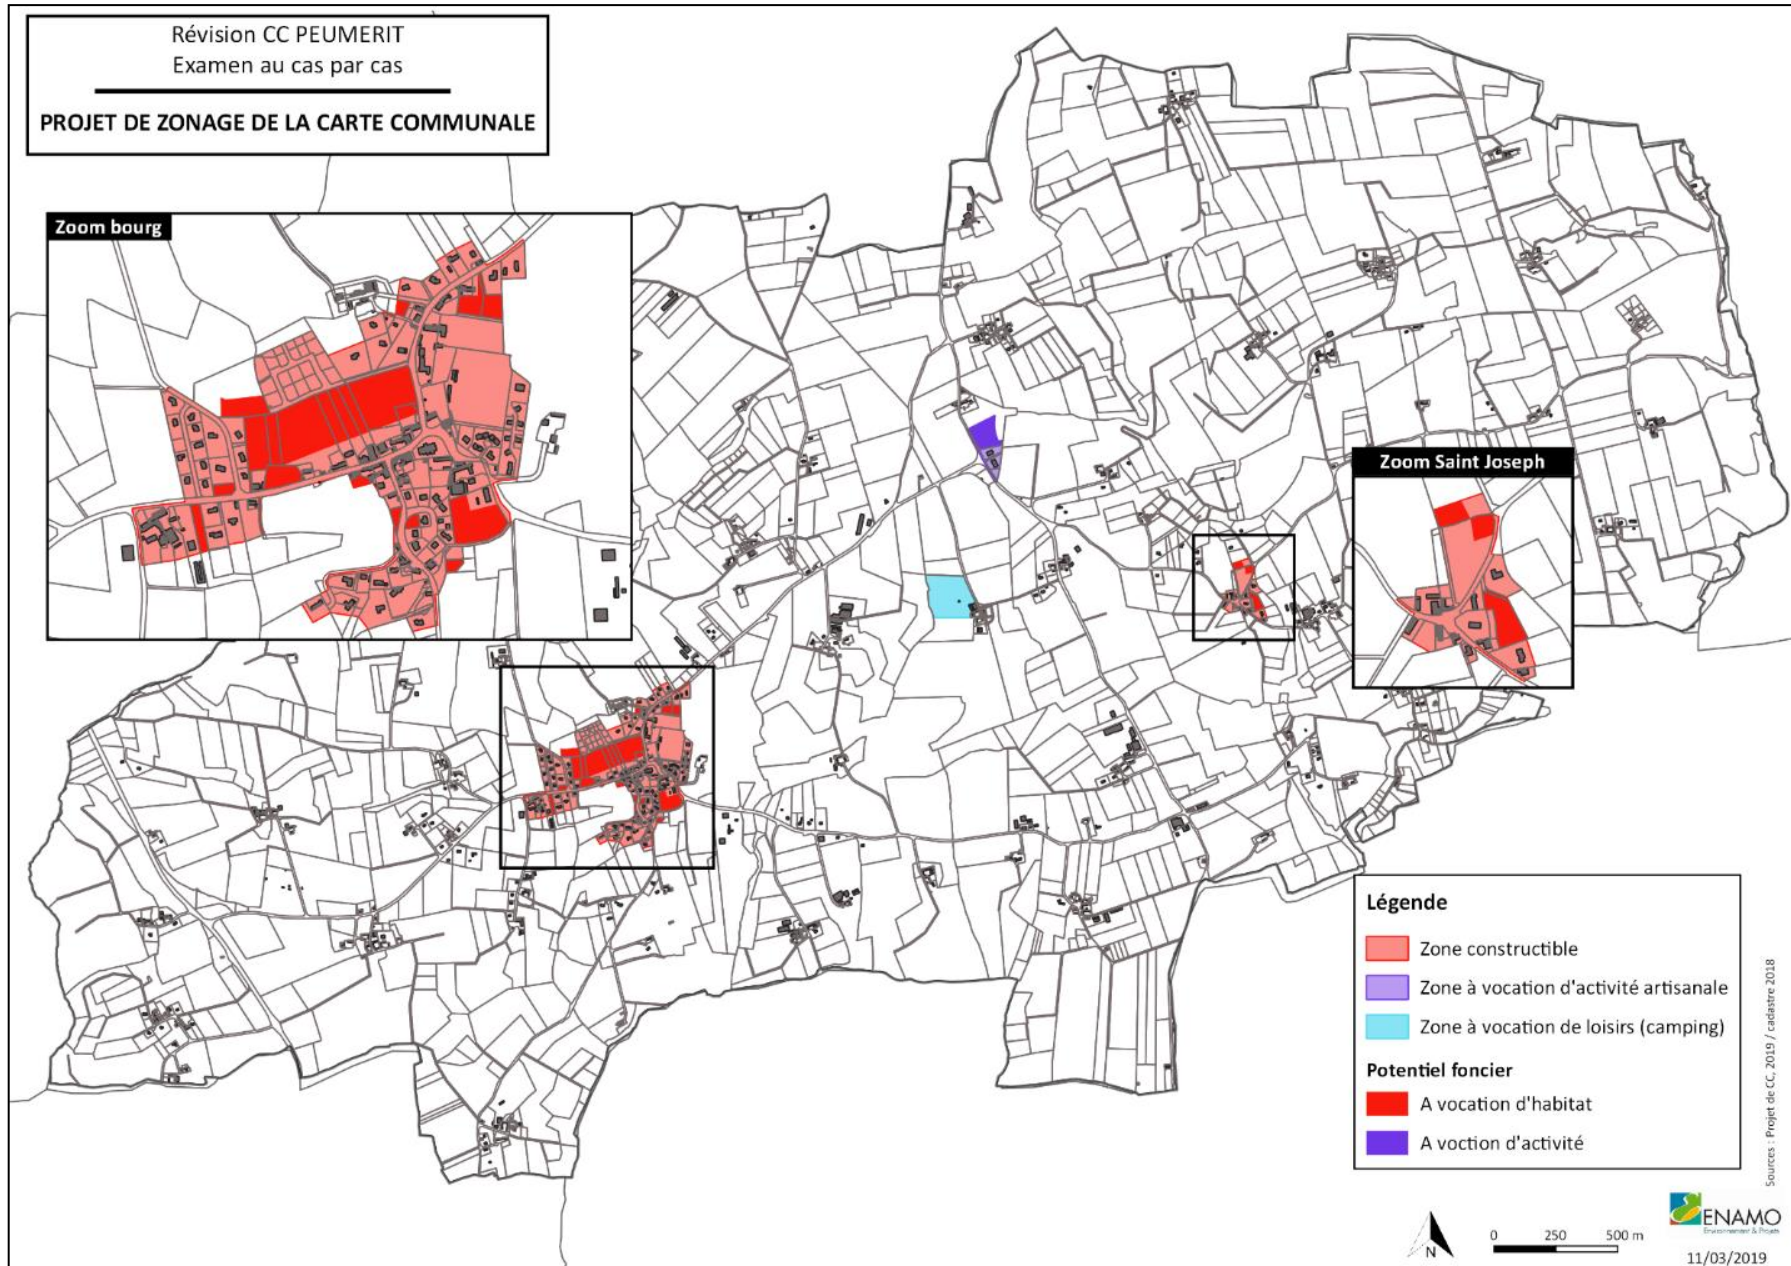 Révision CC PEUMERIT
Examen au cas par cas
PROJET DE ZONAGE DE LA CARTE COMMUNALE
Zoom bourg
Zoom Saint Joseph
Légende
Zone constructible
Zone à vocation d'activité artisanale
Zone à vocation de loisirs (camping)
Potentiel foncier
A vocation d'habitat
A voction d'activité
Sources : Projet de CC, 2019 / cadastre 2018
N
0 250 500 m
ENAMO
Environnement & Projets
11/03/2019